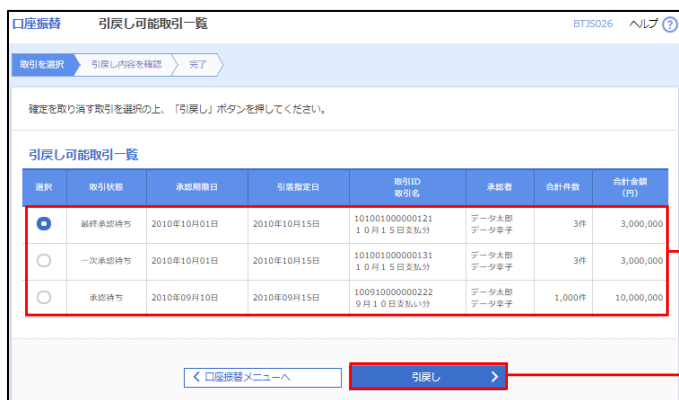 口座振替 引戻し可能取引一覧 BTJS026 ヘルプ ?
取引を選択 引戻し内容を確認 完了
確定を取り消す取引を選択の上、「引戻し」ボタンを押してください。
引戻し可能取引一覧
選択 取引状態 承認期限日 引落指定日 取引ID 承認者 合計件数 合計金額
取引名 (円)
最終承認待ち 2010年10月01日 2010年10月15日 101001000000121 データ太郎 3件 3,000,000
10月15日支払分 データ幸子
一次承認待ち 2010年10月01日 2010年10月15日 101001000000131 データ太郎 3件 3,000,000
10月15日支払分 データ幸子
承認待ち 2010年09月10日 2010年09月15日 100910000000222 データ太郎 1,000件 10,000,000
9月10日支払い分 データ幸子
口座振替メニューへ 引戻し